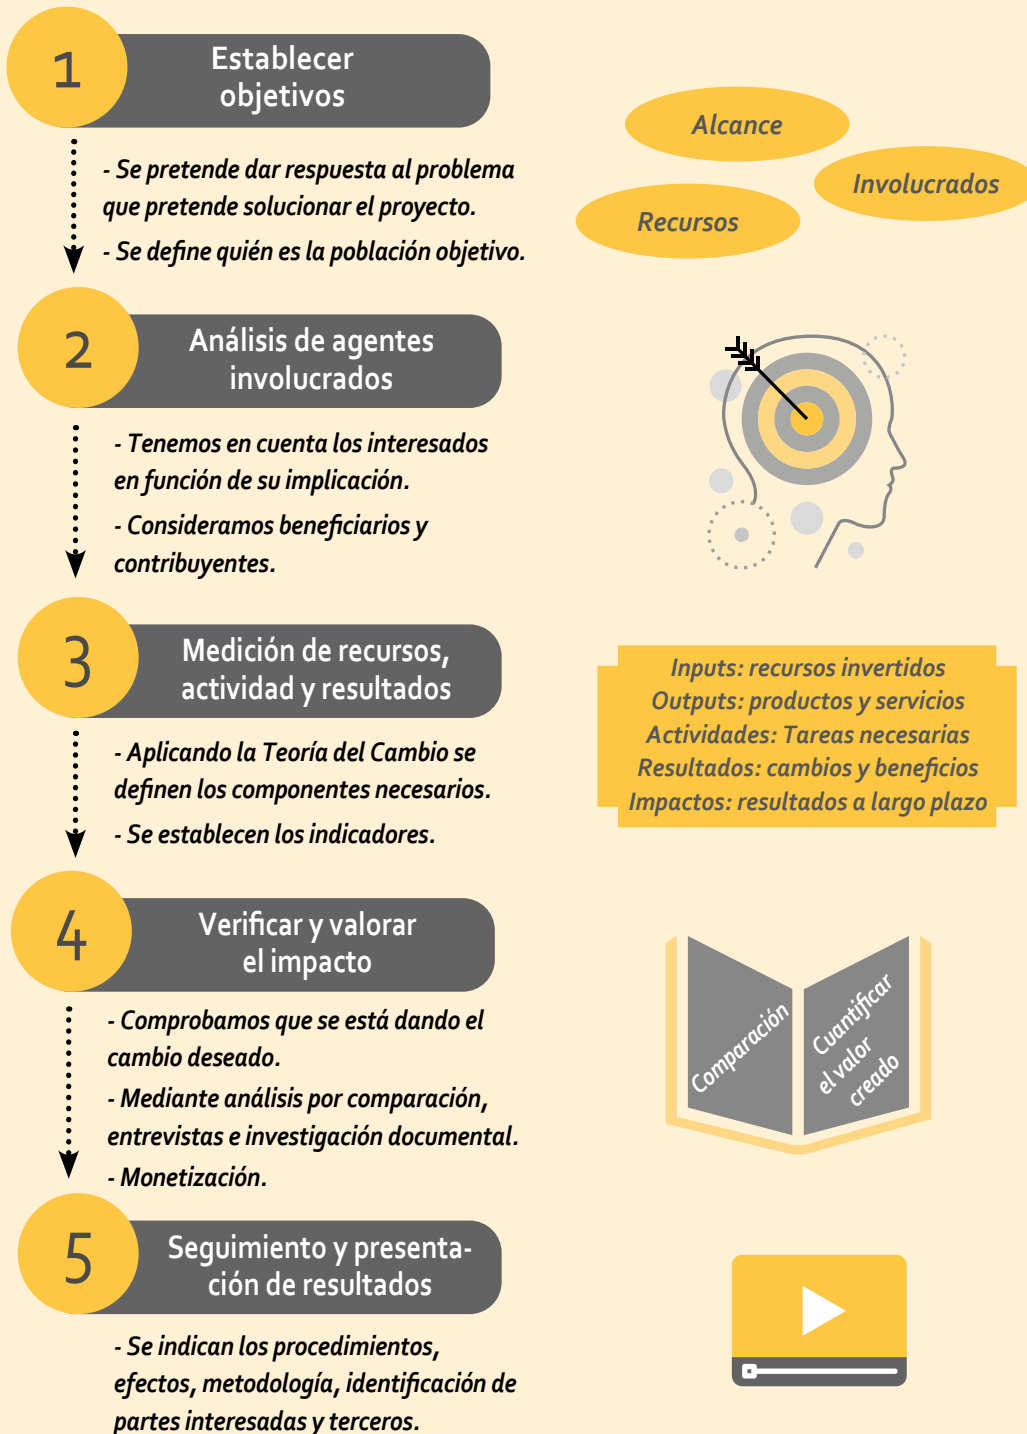 1
Establecer
objetivos
- Se pretende dar respuesta al problema
que pretende solucionar el proyecto.
- Se define quién es la población objetivo.
Alcance
Involucrados
Recursos
2
Análisis de agentes
involucrados
- Tenemos en cuenta los interesados
en función de su implicación.
- Consideramos beneficiarios y
contribuyentes.
3
Medición de recursos,
actividad y resultados
- Aplicando la Teoría del Cambio se
definen los componentes necesarios.
- Se establecen los indicadores.
Inputs: recursos invertidos
Outputs: productos y servicios
Actividades: Tareas necesarias
Resultados: cambios y beneficios
Impactos: resultados a largo plazo
4
Verificar y valorar
el impacto
- Comprobamos que se está dando el
cambio deseado.
- Mediante análisis por comparación,
entrevistas e investigación documental.
- Monetización.
Comparación
Cuantificar
el valor
creado
5
Seguimiento y presenta-
ción de resultados
- Se indican los procedimientos,
efectos, metodología, identificación de
partes interesadas y terceros.